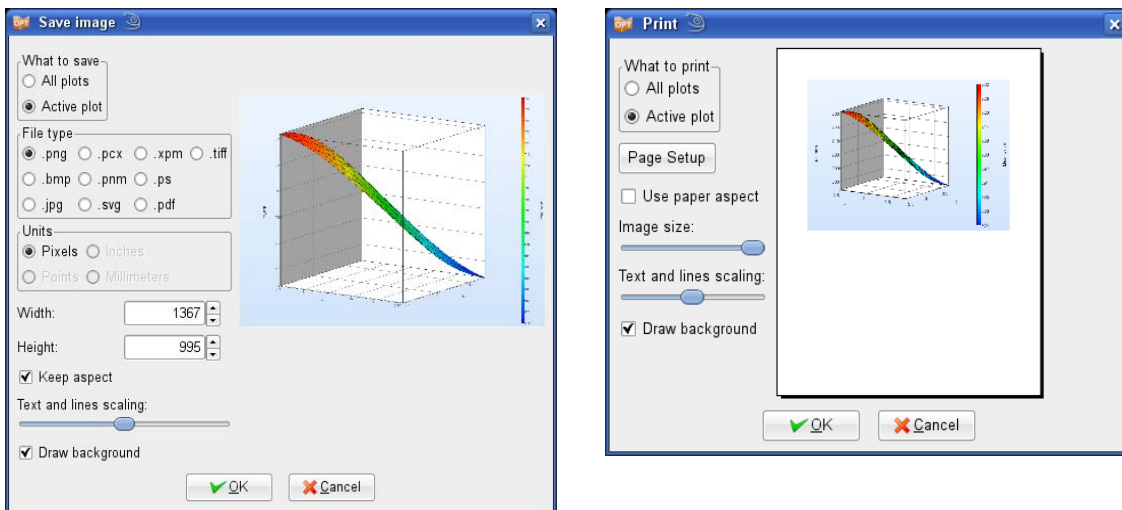 OPT Save image
What to save
All plots
Active plot
File type
.png .pcx .xpm .tiff
.bmp .pnm .ps
.jpg .svg .pdf
Units
Pixels Inches
Points Millimeters
Width: 1367
Height: 995
Keep aspect
Text and lines scaling:
Draw background
OK Cancel
OPT Print
What to print
All plots
Active plot
Page Setup
Use paper aspect
Image size:
Text and lines scaling:
Draw background
OK Cancel